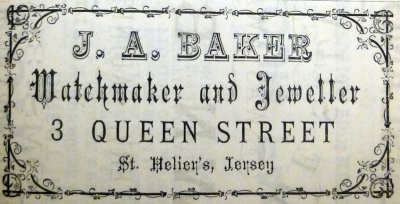 J. A. BAKER
Watchmaker and Jeweller
3 QUEEN STREET
St. Helier's, Jersey